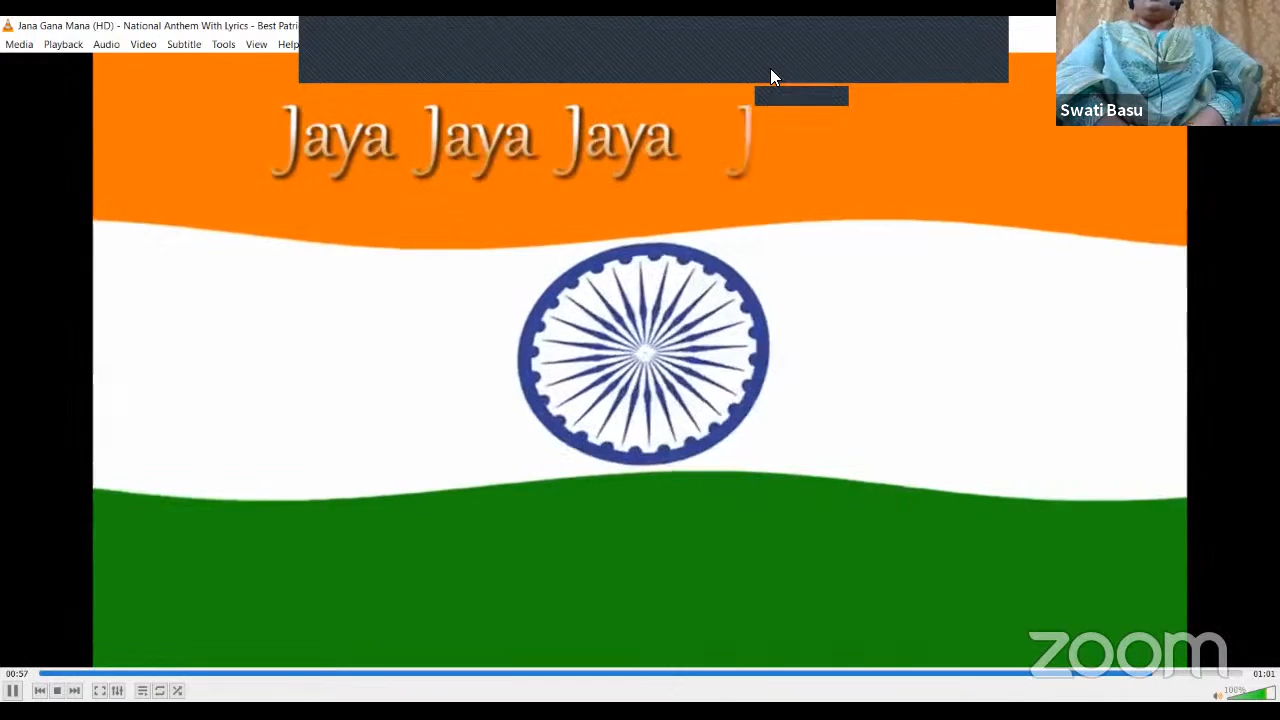 Jana Gana Mana (HD) - National Anthem With Lyrics - Best Patri
Media Playback Audio Video Subtitle Tools View Help
Swati Basu
Jaya Jaya Jaya J
zoom
00:57
01:01
100%